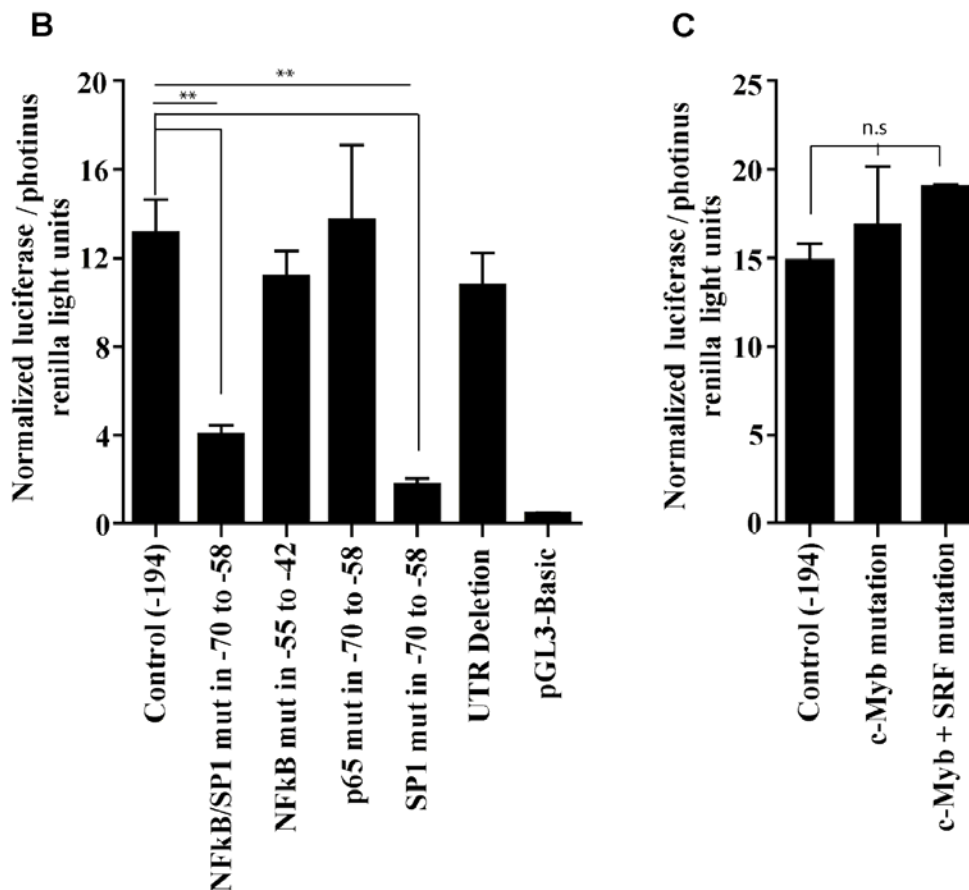 B
Normalized luciferase / photinus
renilla light units
20
16
12
8
4
0
**
**
Control (-194)
NFkB/SP1 mut in -70 to -58
NFkB mut in -55 to -42
p65 mut in -70 to -58
SP1 mut in -70 to -58
UTR Deletion
pGL3-Basic
C
Normalized luciferase / photinus
renilla light units
25
20
15
10
5
0
n.s
Control (-194)
c-Myb mutation
c-Myb + SRF mutation